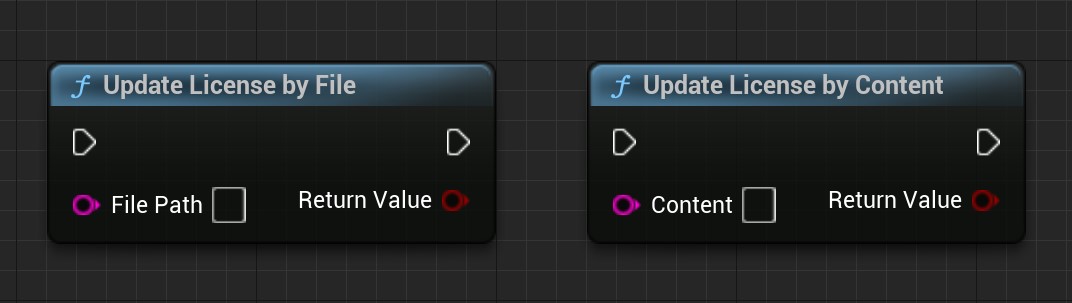 Update License by File
File Path
Return Value
Update License by Content
Content
Return Value